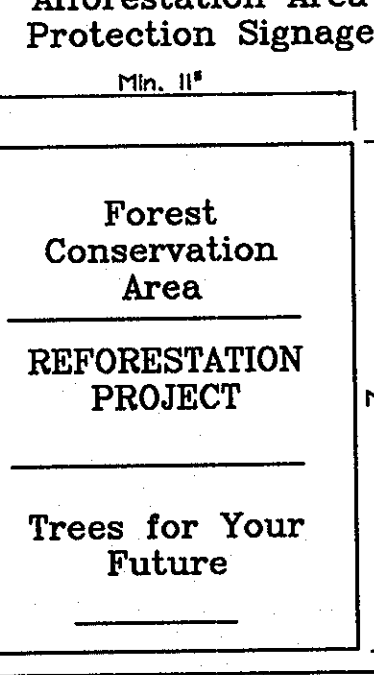 Afforestation Area
Protection Signage
Min. 11"
Forest
Conservation
Area
REFORESTATION
PROJECT
Trees for Your
Future